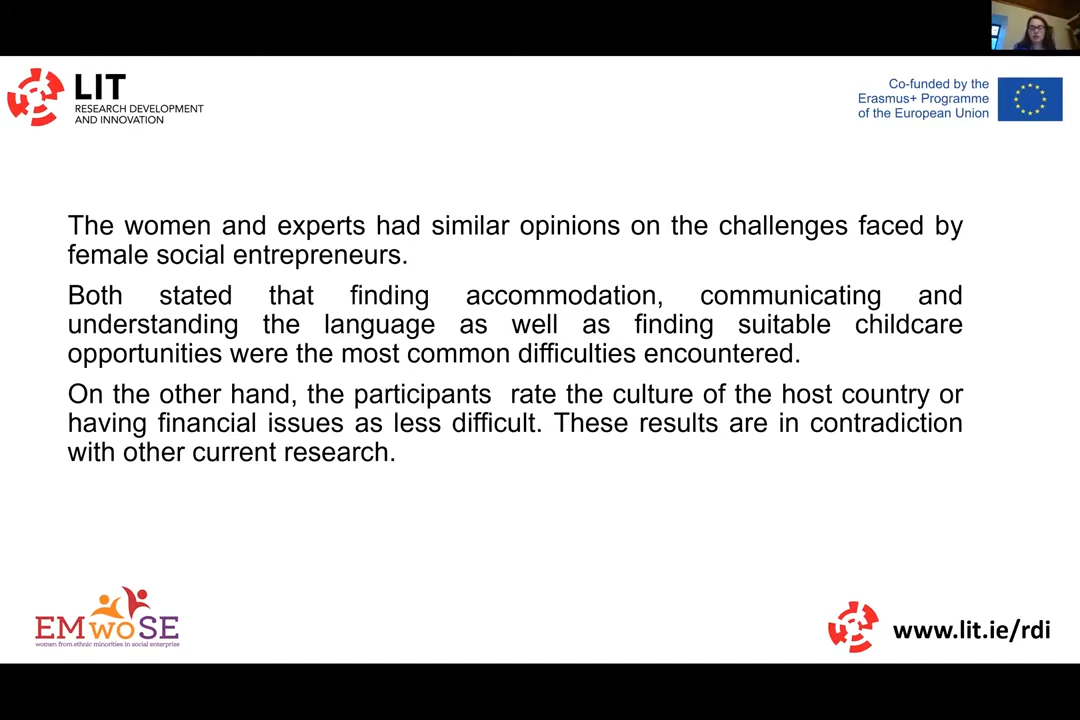 LIT
RESEARCH DEVELOPMENT
AND INNOVATION
Co-funded by the
Erasmus+ Programme
of the European Union
The women and experts had similar opinions on the challenges faced by
female social entrepreneurs.
Both stated that finding accommodation, communicating and
understanding the language as well as finding suitable childcare
opportunities were the most common difficulties encountered.
On the other hand, the participants  rate the culture of the host country or
having financial issues as less difficult. These results are in contradiction
with other current research.
EMwoSE
women from ethnic minorities in social enterprise
www.lit.ie/rdi